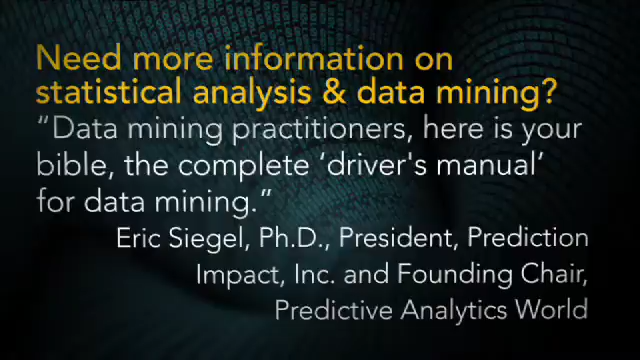 Need more information on
statistical analysis & data mining?
“Data mining practitioners, here is your
bible, the complete ‘driver's manual’
for data mining.”
Eric Siegel, Ph.D., President, Prediction
Impact, Inc. and Founding Chair,
Predictive Analytics World